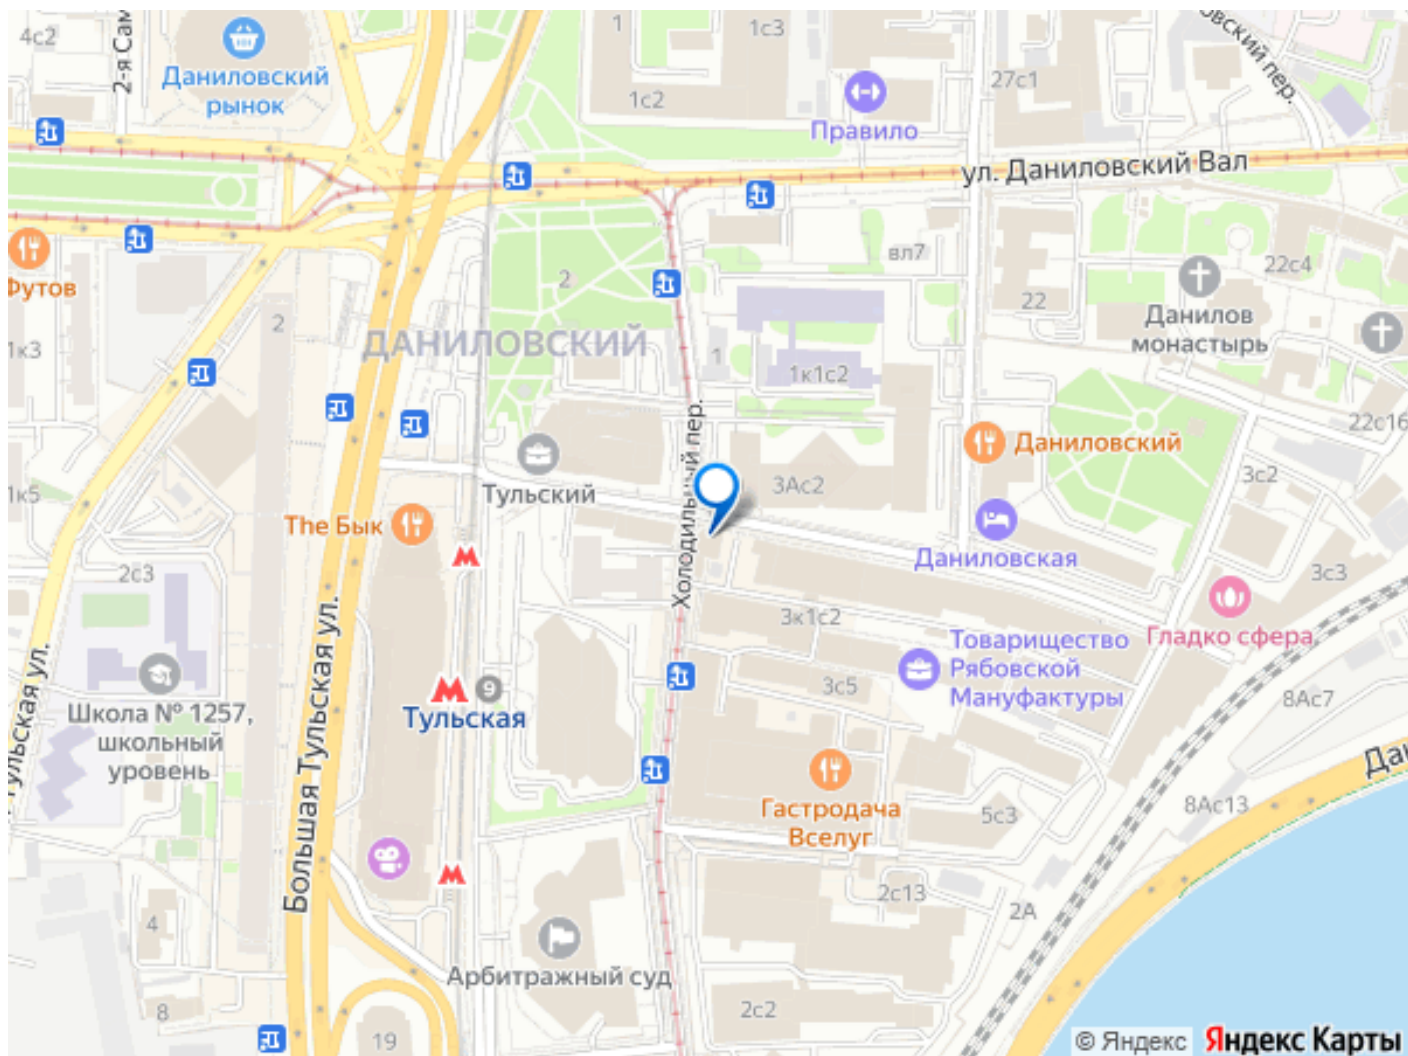 4с2
2-я Сам
Даниловский
рынок
1
1с3
1с2
Правило
27с1
овский пер.
ул. Даниловский Вал
Футов
2
вл7
22с4
22
Данилов
монастырь
2
ДАНИЛОВСКИЙ
1к3
1
1к1с2
22с16
Холодильный пер.
Даниловский
3с2
Тульский
3Ас2
1к5
The Бык
Даниловская
2с3
3с3
3к1с2
Гладко сфера
Товарищество
Рябовской
Мануфактуры
3с5
9
Тульская
8Ас7
Школа № 1257,
школьный
уровень
Тульская ул.
Большая Тульская ул.
Дан
Гастродача
Вселуг
5с3
8Ас13
2с13
2А
4
Арбитражный суд
8
2с2
19
© Яндекс Яндекс Карты